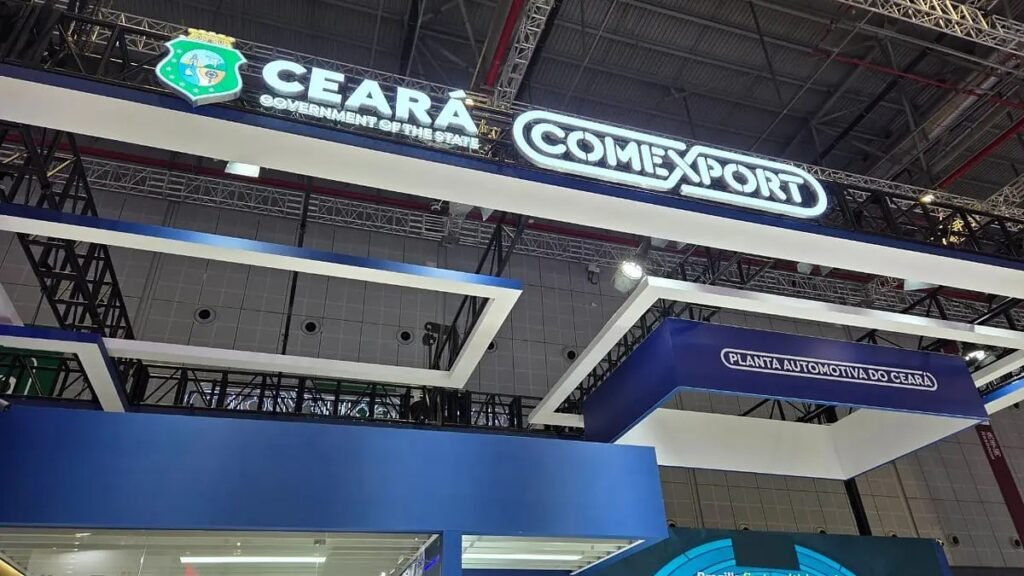 CEARÁ
GOVERNMENT OF THE STATE
COMEXPORT
PLANTA AUTOMOTIVA DO CEARÁ